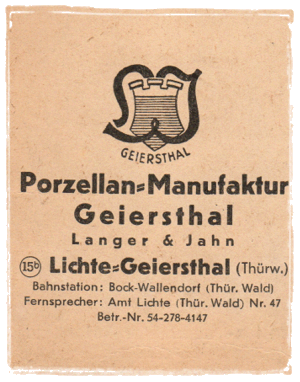 GEIERSTHAL
Porzellan=Manufaktur
Geiersthal
Langer & Jahn
15b Lichte=Geiersthal (Thürw.)
Bahnstation: Bock-Wallendorf (Thür. Wald)
Fernsprecher: Amt Lichte (Thür. Wald) Nr. 47
Betr.-Nr. 54-278-4147